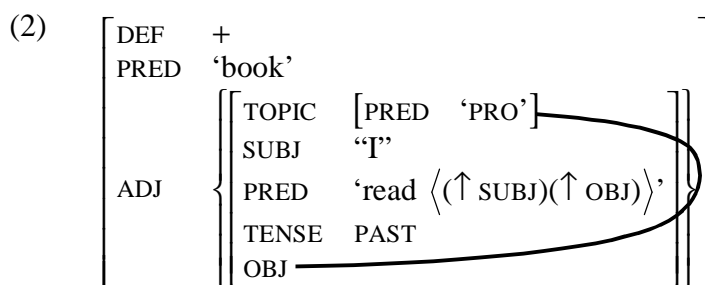 (2)
DEF +
PRED ‘book’
TOPIC [PRED ‘PRO’]
SUBJ “I”
ADJ PRED ‘read ⟨(↑ SUBJ)(↑ OBJ)⟩’
TENSE PAST
OBJ